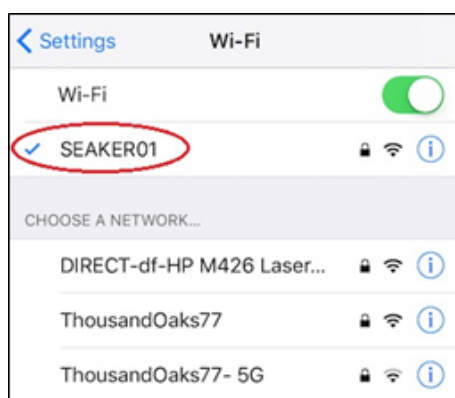 Settings Wi-Fi
Wi-Fi
SEAKER01
CHOOSE A NETWORK...
DIRECT-df-HP M426 Laser...
ThousandOaks77
ThousandOaks77- 5G